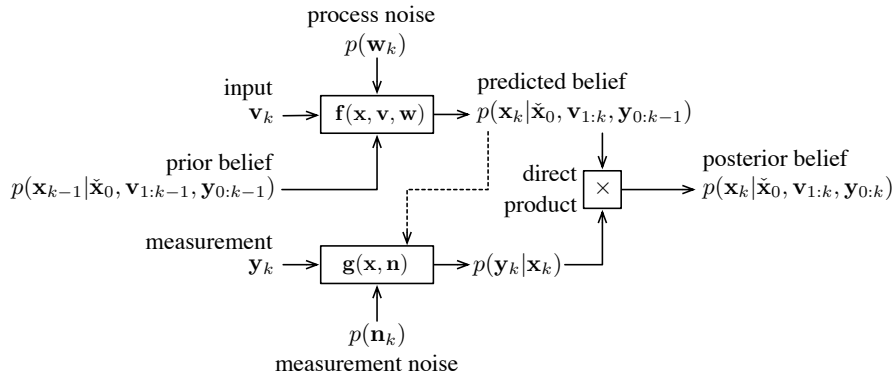 process noise
p(w_k)
input
v_k
f(x, v, w)
predicted belief
p(x_k|x̌_0, v_{1:k}, y_{0:k−1})
prior belief
p(x_{k−1}|x̌_0, v_{1:k−1}, y_{0:k−1})
direct
product
×
posterior belief
p(x_k|x̌_0, v_{1:k}, y_{0:k})
measurement
y_k
g(x, n)
p(y_k|x_k)
p(n_k)
measurement noise